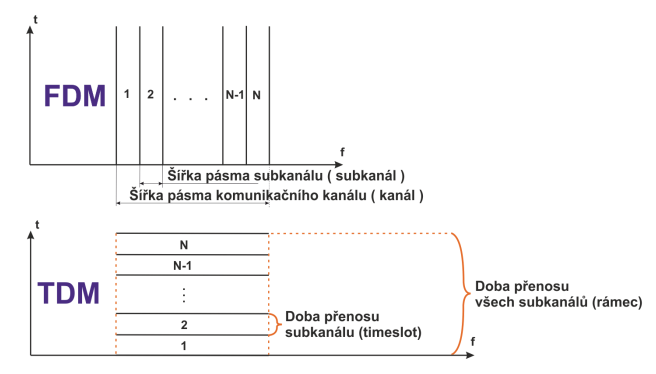 t
FDM
1 2 . . . N-1 N
f
Šířka pásma subkanálu ( subkanál )
Šířka pásma komunikačního kanálu ( kanál )
t
N
N-1
TDM
⋮
Doba přenosu
všech subkanálů (rámec)
2
Doba přenosu
subkanálu (timeslot)
1
f